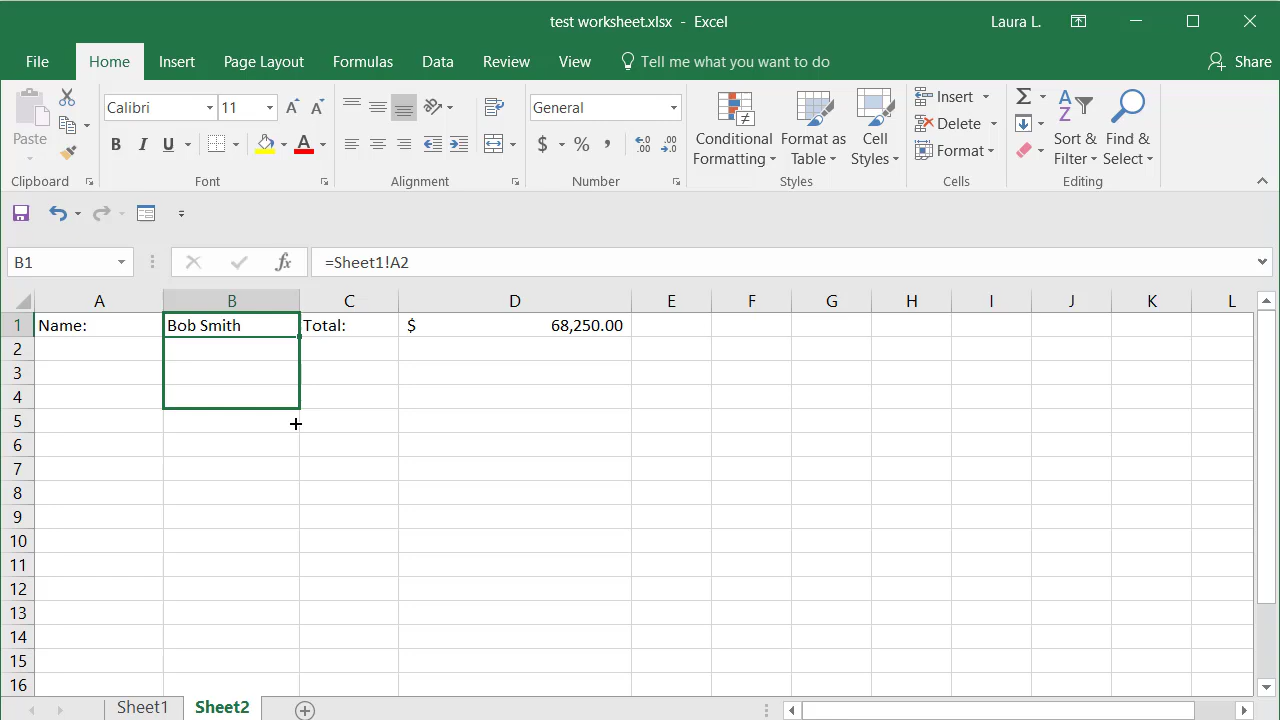 test worksheet.xlsx - Excel
Laura L.
File Home Insert Page Layout Formulas Data Review View Tell me what you want to do Share
Paste
Calibri 11
General
Conditional Formatting
Format as Table
Cell Styles
Insert
Delete
Format
Sort & Filter
Find & Select
Clipboard Font Alignment Number Styles Cells Editing
B1 fx =Sheet1!A2
A B C D E F G H I J K L
1 Name: Bob Smith Total: $ 68,250.00
2
3
4
5
6
7
8
9
10
11
12
13
14
15
16
Sheet1 Sheet2